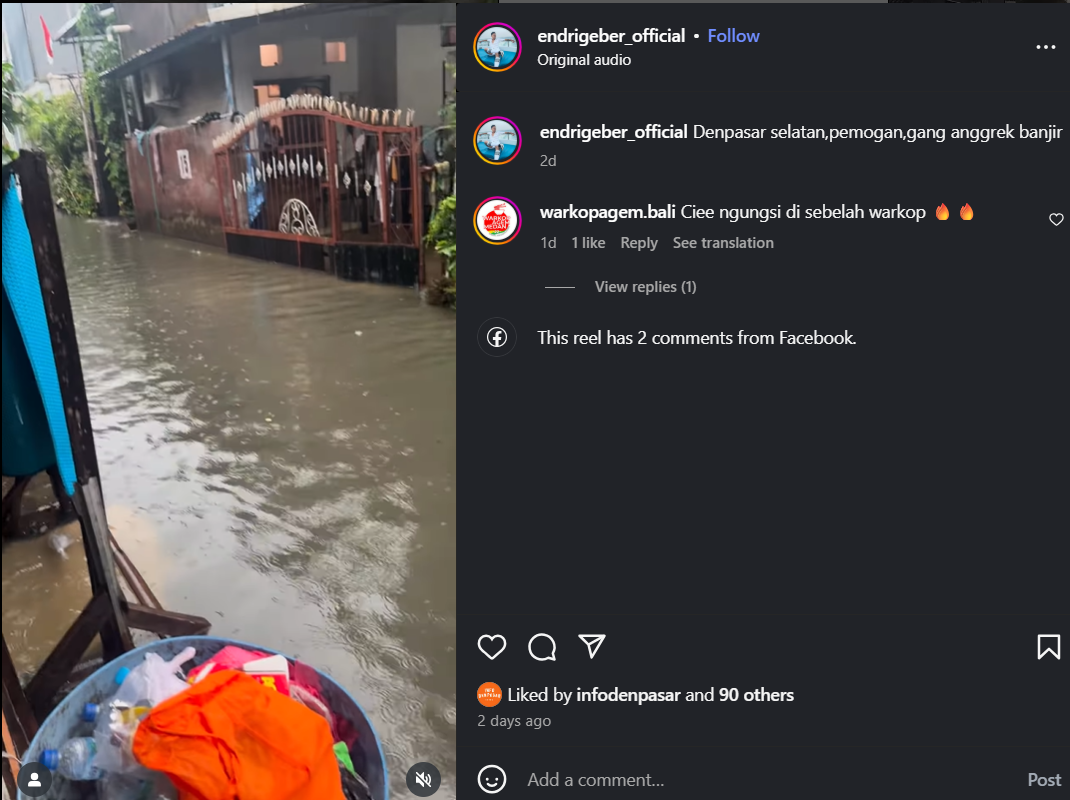 endrigeber_official • Follow
Original audio
endrigeber_official Denpasar selatan,pemogan,gang anggrek banjir
2d
warkopagem.bali Ciee ngungsi di sebelah warkop 🔥 🔥
1d 1 like Reply See translation
View replies (1)
This reel has 2 comments from Facebook.
Liked by infodenpasar and 90 others
2 days ago
Add a comment...
Post